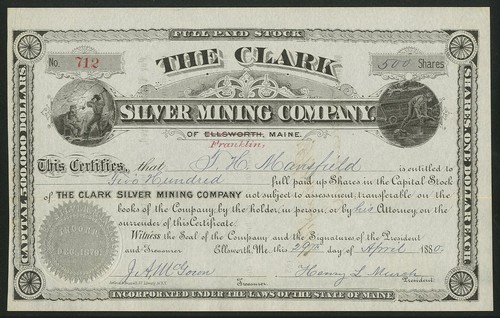 FULL PAID STOCK
No. 712
THE CLARK
500 Shares
SILVER MINING COMPANY.
OF ELLSWORTH, MAINE.
Franklin,
CAPITAL 500,000 DOLLARS
SHARES, ONE DOLLAR EACH
This Certifies, that J H Mansfield is entitled to
Five Hundred full paid up Shares in the Capital Stock
OF THE CLARK SILVER MINING COMPANY not subject to assessment, transferable on the
books of the Company, by the holder, in person, or by his Attorney, on the
surrender of this Certificate.
Witness the Seal of the Company and the Signatures of the President
and Treasurer Ellsworth, Me. this 29th day of April 1880.
Henry L Murch
Treasurer
President
INCORPORATED UNDER THE LAWS OF THE STATE OF MAINE